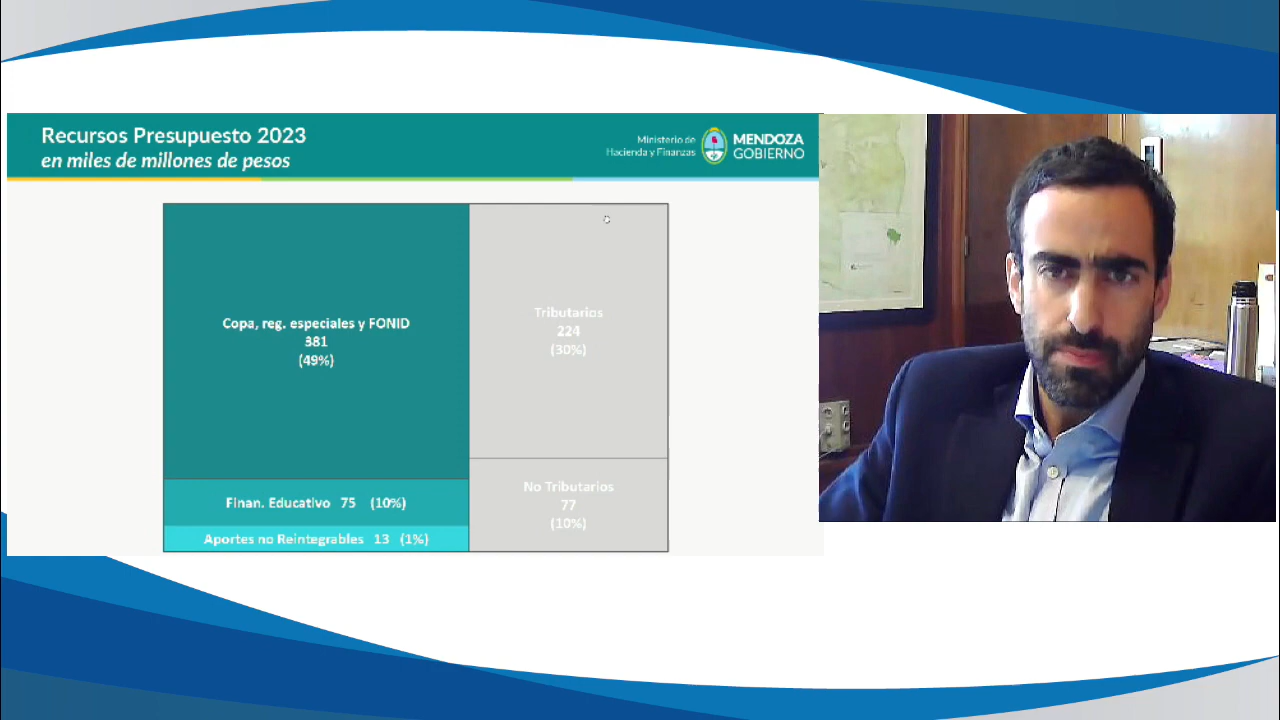 Recursos Presupuesto 2023
en miles de millones de pesos
Ministerio de
Hacienda y Finanzas
MENDOZA
GOBIERNO
Copa, reg. especiales y FONID
381
(49%)
Tributarios
224
(30%)
Finan. Educativo 75 (10%)
Aportes no Reintegrables 13 (1%)
No Tributarios
77
(10%)